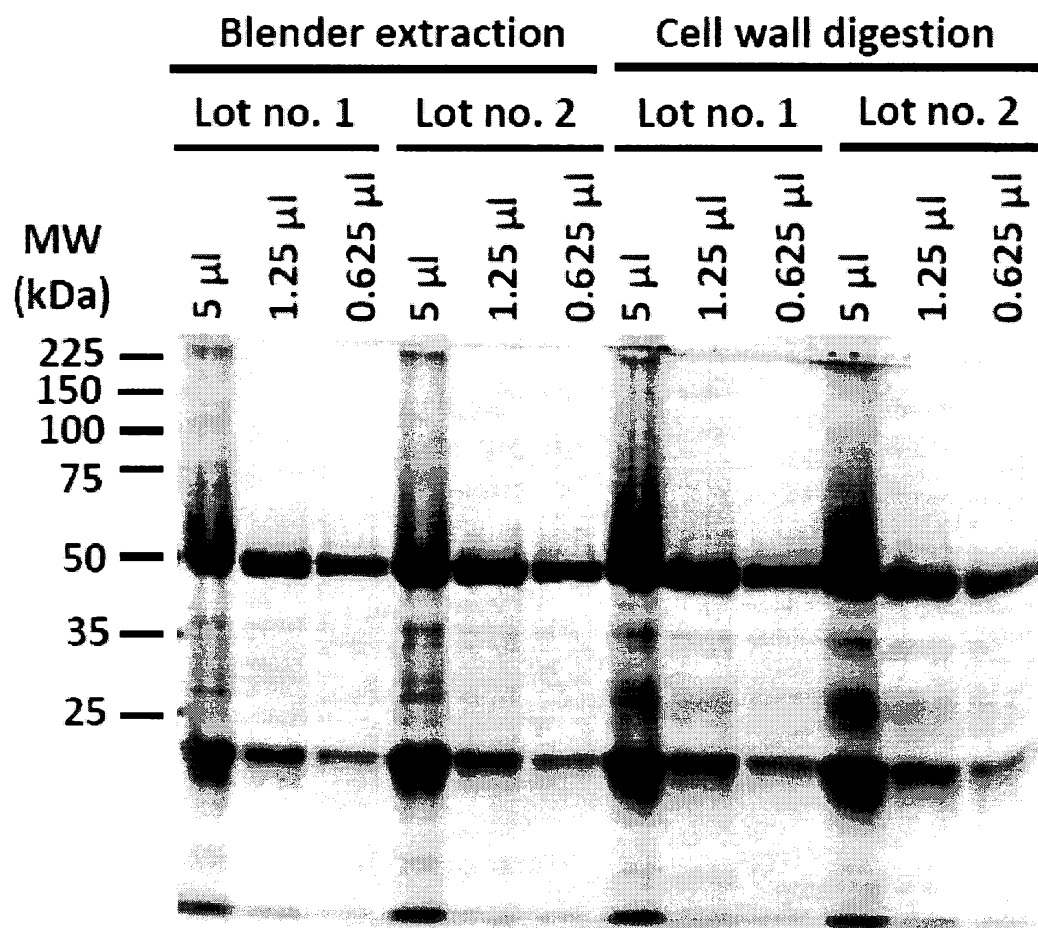 Blender extraction Cell wall digestion
Lot no. 1 Lot no. 2 Lot no. 1 Lot no. 2
MW
(kDa)
5 µl 1.25 µl 0.625 µl 5 µl 1.25 µl 0.625 µl 5 µl 1.25 µl 0.625 µl 5 µl 1.25 µl 0.625 µl
225
150
100
75
50
35
25